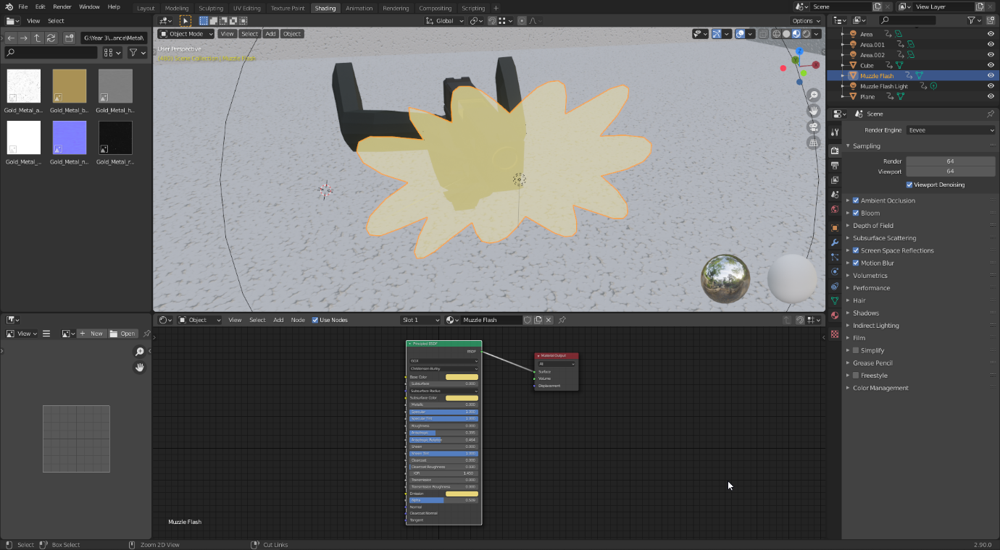 File Edit Render Window Help Layout Modeling Sculpting UV Editing Texture Paint Shading Animation Rendering Compositing Scripting + Scene View Layer
View Select Global Options
G:\Year 3\...ance\Metal\ Object Mode View Select Add Object
User Perspective
Gold_Metal_a... Gold_Metal_b... Gold_Metal_h...
Gold_Metal_... Gold_Metal_n... Gold_Metal_r...
Area
Area.001
Area.002
Cube
Muzzle Flash
Muzzle Flash Light
Plane
Scene
Render Engine Eevee
Sampling
Render 64
Viewport 64
Viewport Denoising
Ambient Occlusion
Bloom
Depth of Field
Subsurface Scattering
Screen Space Reflections
Motion Blur
Volumetrics
Performance
Hair
Shadows
Indirect Lighting
Film
Simplify
Grease Pencil
Freestyle
Color Management
Object View Select Add Node Use Nodes Slot 1 Muzzle Flash
View New Open
Principled BSDF
BSDF
GGX
Christensen-Burley
Base Color
Subsurface 0.000
Subsurface Radius
Subsurface Color
Metallic 0.000
Specular 1.000
Specular Tint 1.000
Roughness 0.000
Anisotropic 0.395
Anisotropic Rotation 0.464
Sheen 0.000
Sheen Tint 1.000
Clearcoat 0.000
Clearcoat Roughness 0.030
IOR 1.450
Transmission 0.000
Transmission Roughness 0.000
Emission
Alpha 0.509
Normal
Clearcoat Normal
Tangent
Material Output
All
Surface
Volume
Displacement
Muzzle Flash
Select Box Select Zoom 2D View Cut Links 2.90.0